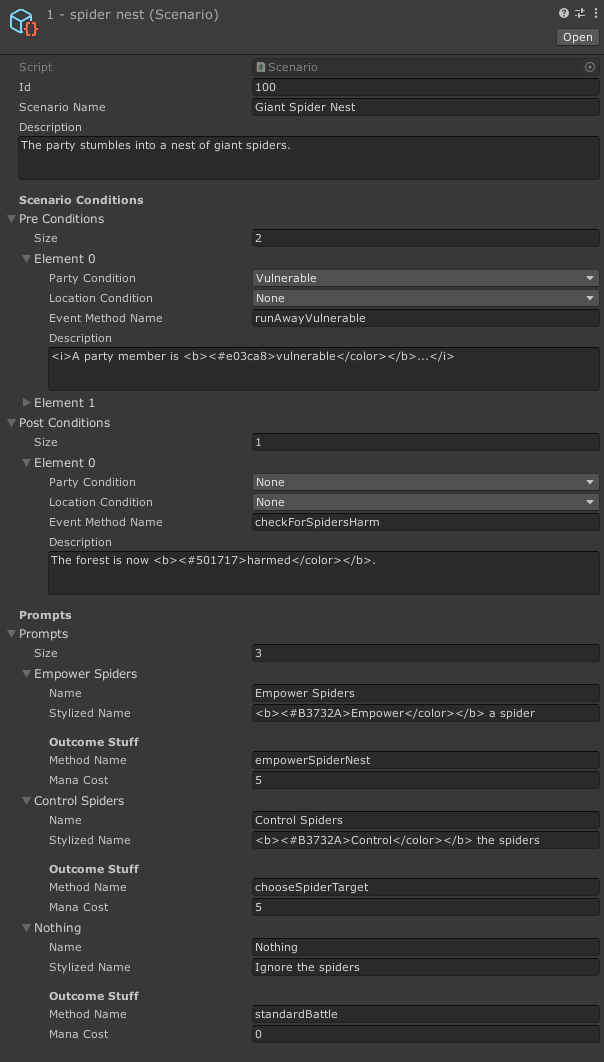 1 - spider nest (Scenario)
Open
Script Scenario
Id 100
Scenario Name Giant Spider Nest
Description
The party stumbles into a nest of giant spiders.
Scenario Conditions
Pre Conditions
Size 2
Element 0
Party Condition Vulnerable
Location Condition None
Event Method Name runAwayVulnerable
Description
<i>A party member is <b><#e03ca8>vulnerable</color></b>...</i>
Element 1
Post Conditions
Size 1
Element 0
Party Condition None
Location Condition None
Event Method Name checkForSpidersHarm
Description
The forest is now <b><#501717>harmed</color></b>.
Prompts
Prompts
Size 3
Empower Spiders
Name Empower Spiders
Stylized Name <b><#B3732A>Empower</color></b> a spider
Outcome Stuff
Method Name empowerSpiderNest
Mana Cost 5
Control Spiders
Name Control Spiders
Stylized Name <b><#B3732A>Control</color></b> the spiders
Outcome Stuff
Method Name chooseSpiderTarget
Mana Cost 5
Nothing
Name Nothing
Stylized Name Ignore the spiders
Outcome Stuff
Method Name standardBattle
Mana Cost 0